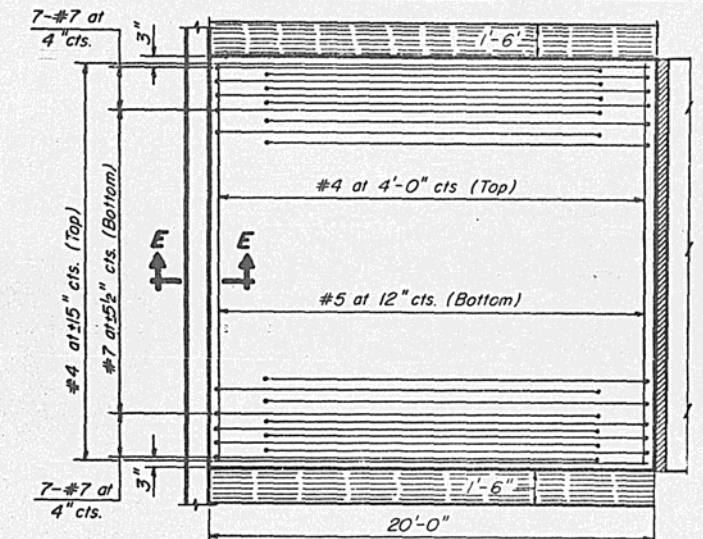 7-#7 at
4" cts.
3"
1'-6"
#4 at ±15" cts. (Top)
#7 at ±5½" cts. (Bottom)
#4 at 4'-0" cts (Top)
E E
#5 at 12" cts. (Bottom)
7-#7 at
4" cts.
3"
1'-6"
20'-0"